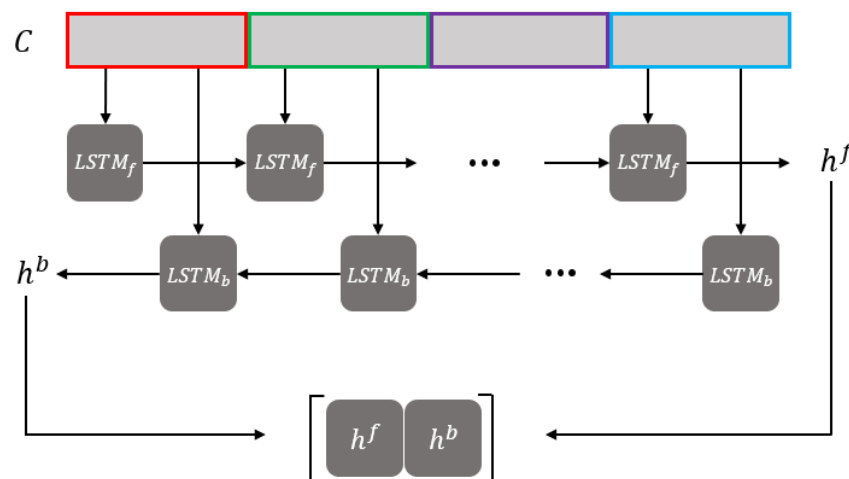 C
LSTM_f LSTM_f ... LSTM_f h^f
h^b LSTM_b LSTM_b ... LSTM_b
[h^f h^b]